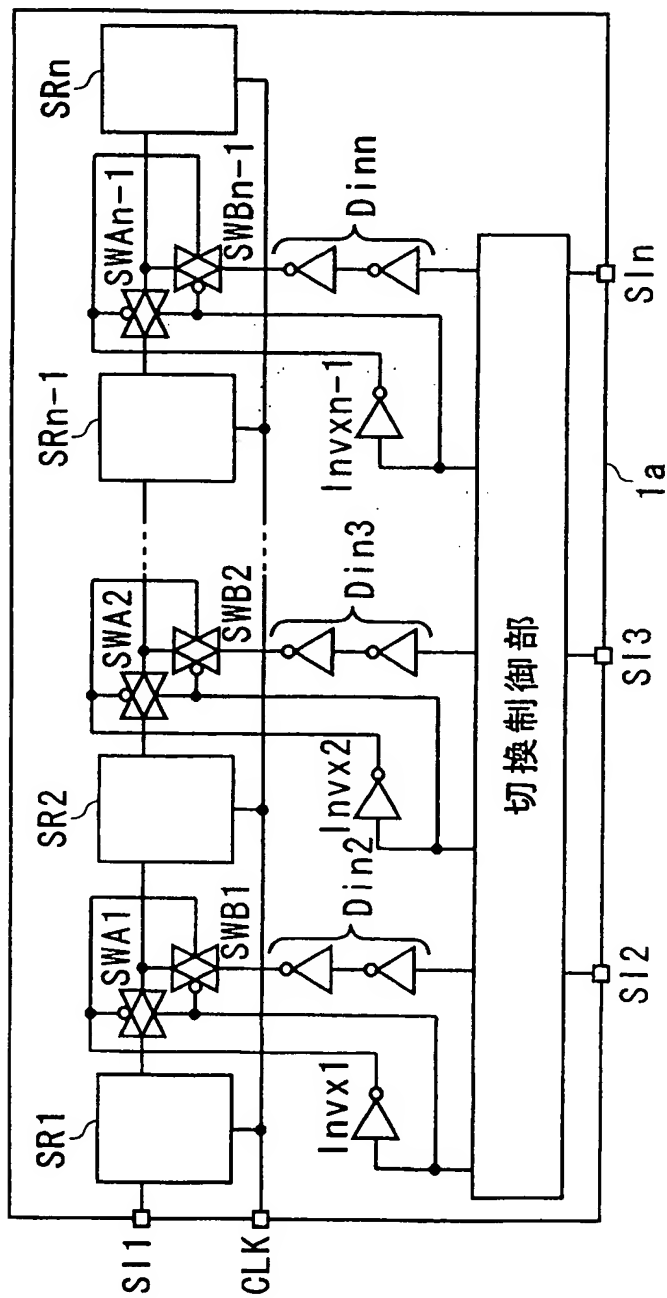 SR1
SWA1
SWB1
SR2
SWA2
SWB2
SRn-1
SWAn-1
SWBn-1
SRn
SI1
CLK
Invx1
Din2
Invx2
Din3
Invxn-1
Dinn
切換制御部
SI2
SI3
SIn
1a